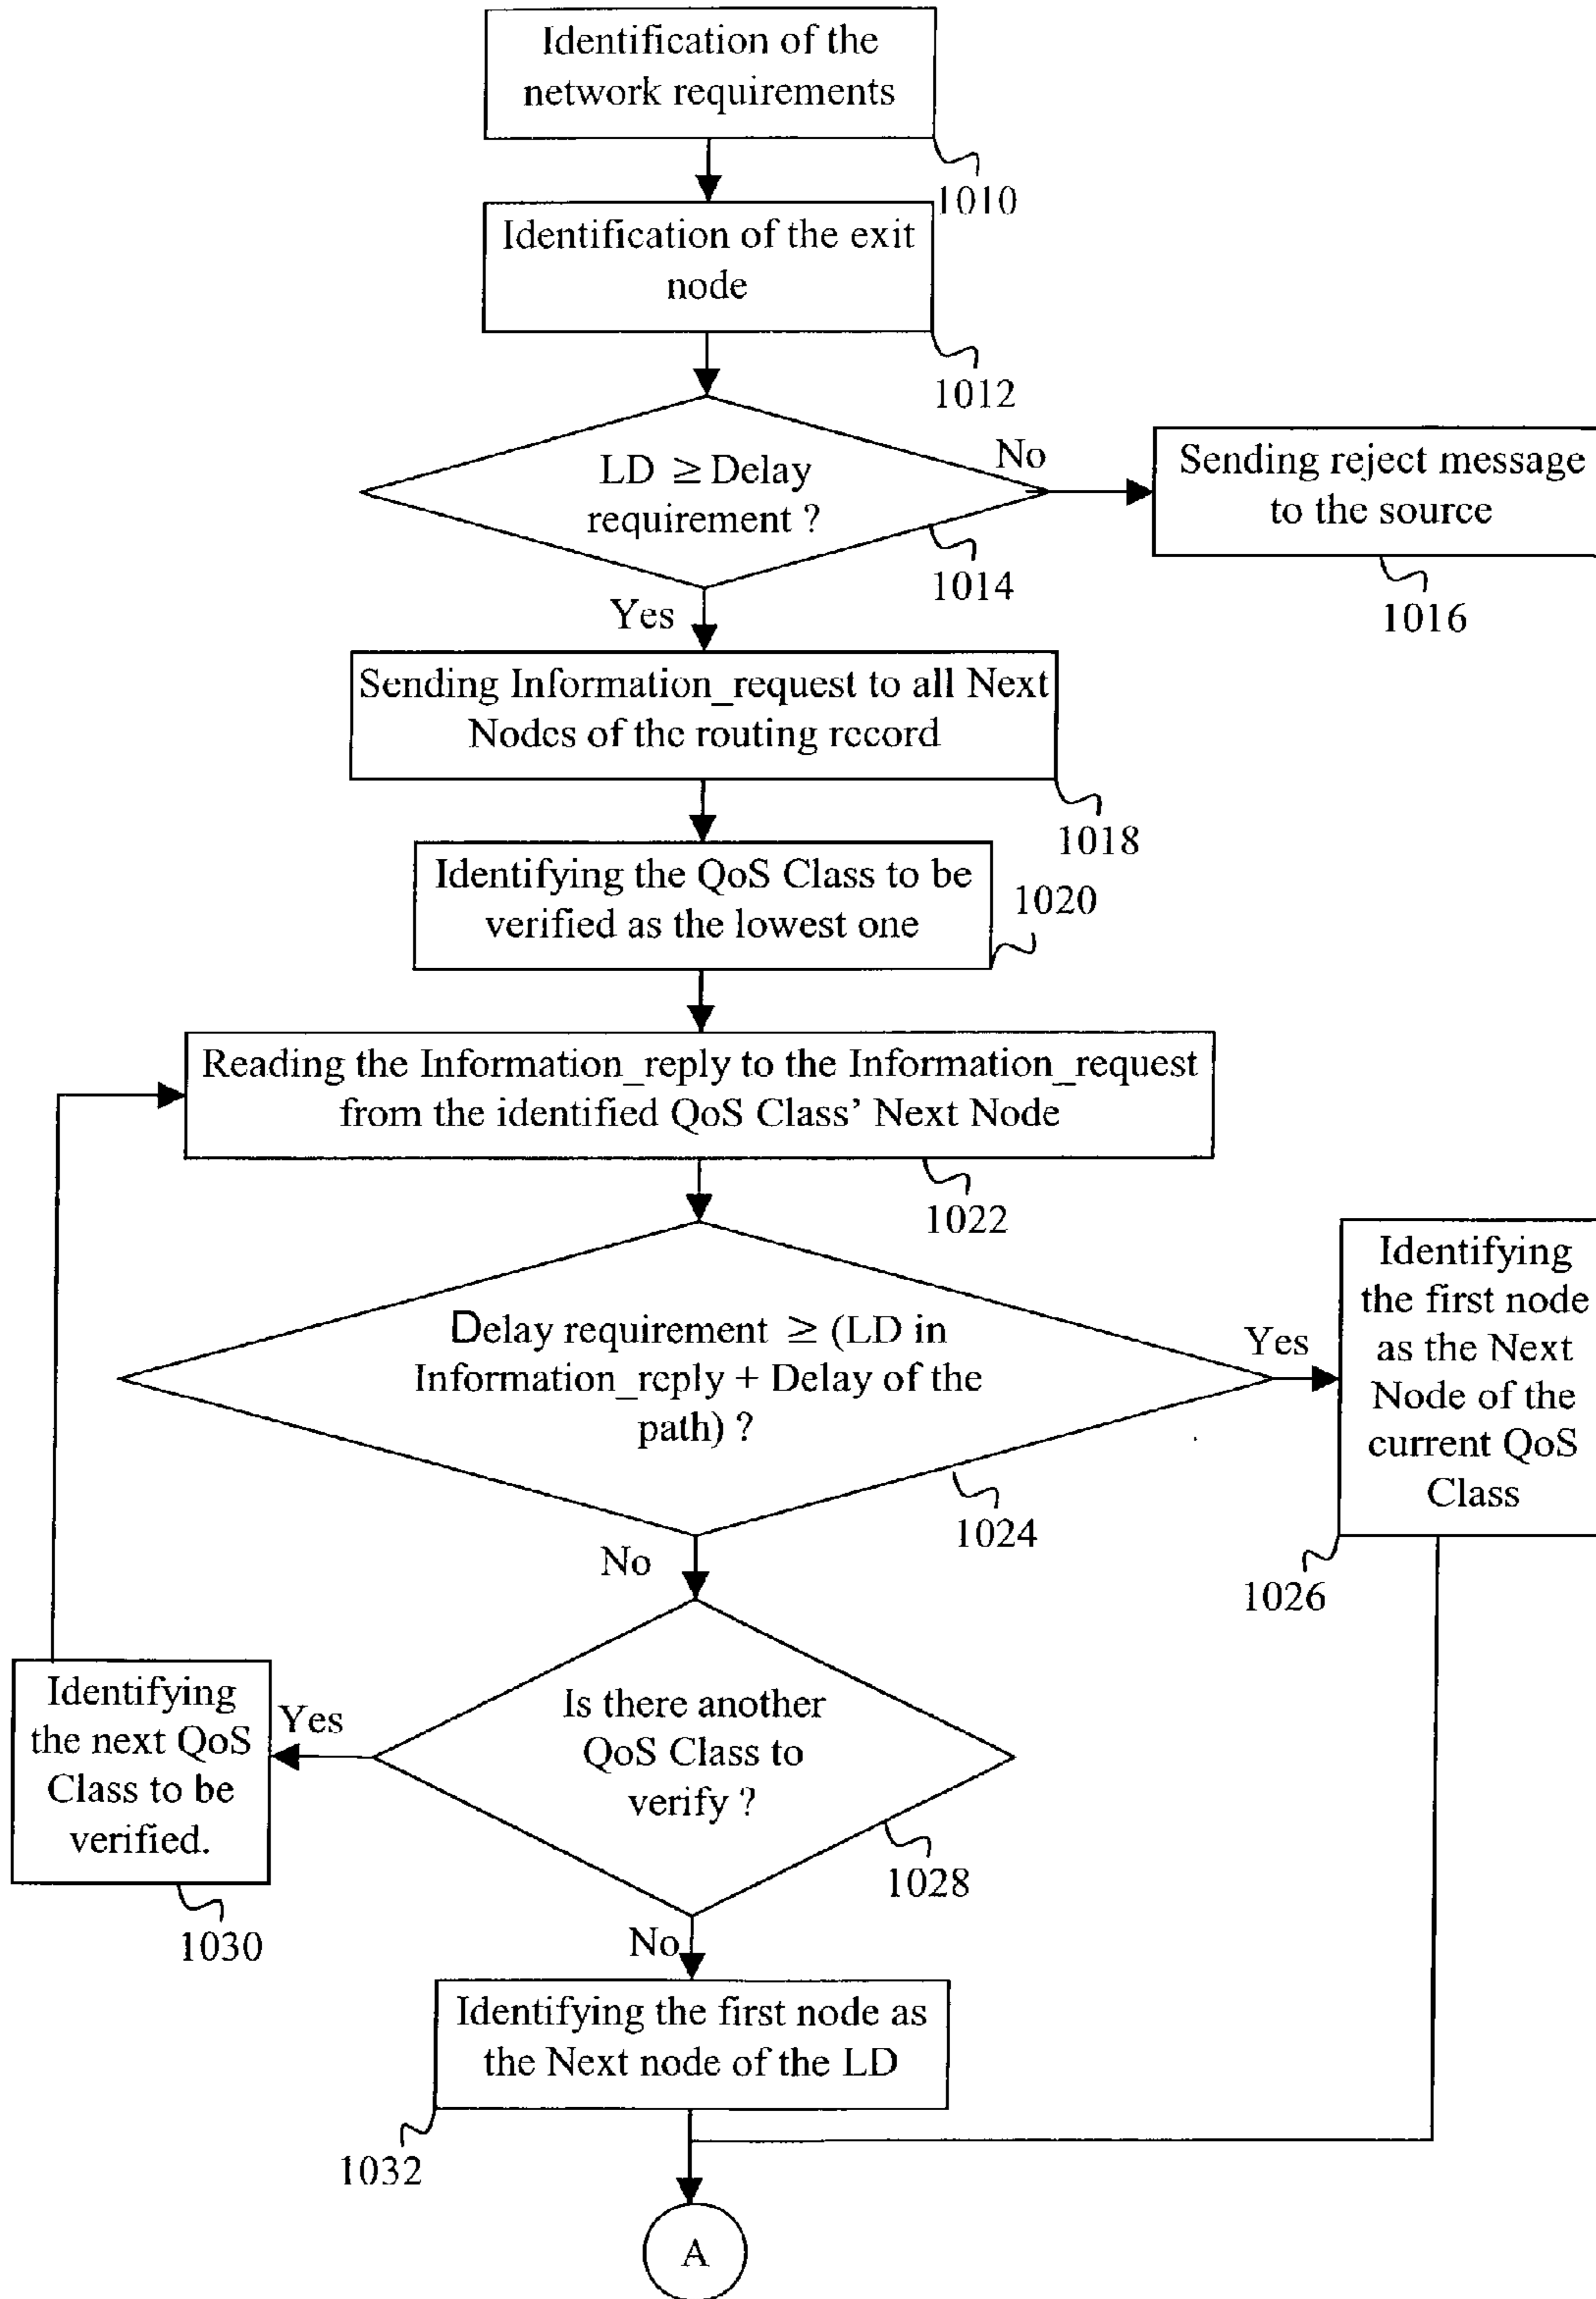 Identification of the
network requirements
1010
Identification of the exit
node
1012
LD ≥ Delay
requirement ?
1014
No
Sending reject message
to the source
1016
Yes
Sending Information_request to all Next
Nodes of the routing record
1018
Identifying the QoS Class to be
verified as the lowest one
1020
Reading the Information_reply to the Information_request
from the identified QoS Class’ Next Node
1022
Delay requirement ≥ (LD in
Information_reply + Delay of the
path) ?
1024
Yes
Identifying
the first node
as the Next
Node of the
current QoS
Class
1026
No
Is there another
QoS Class to
verify ?
1028
Yes
Identifying
the next QoS
Class to be
verified.
1030
No
Identifying the first node as
the Next node of the LD
1032
A